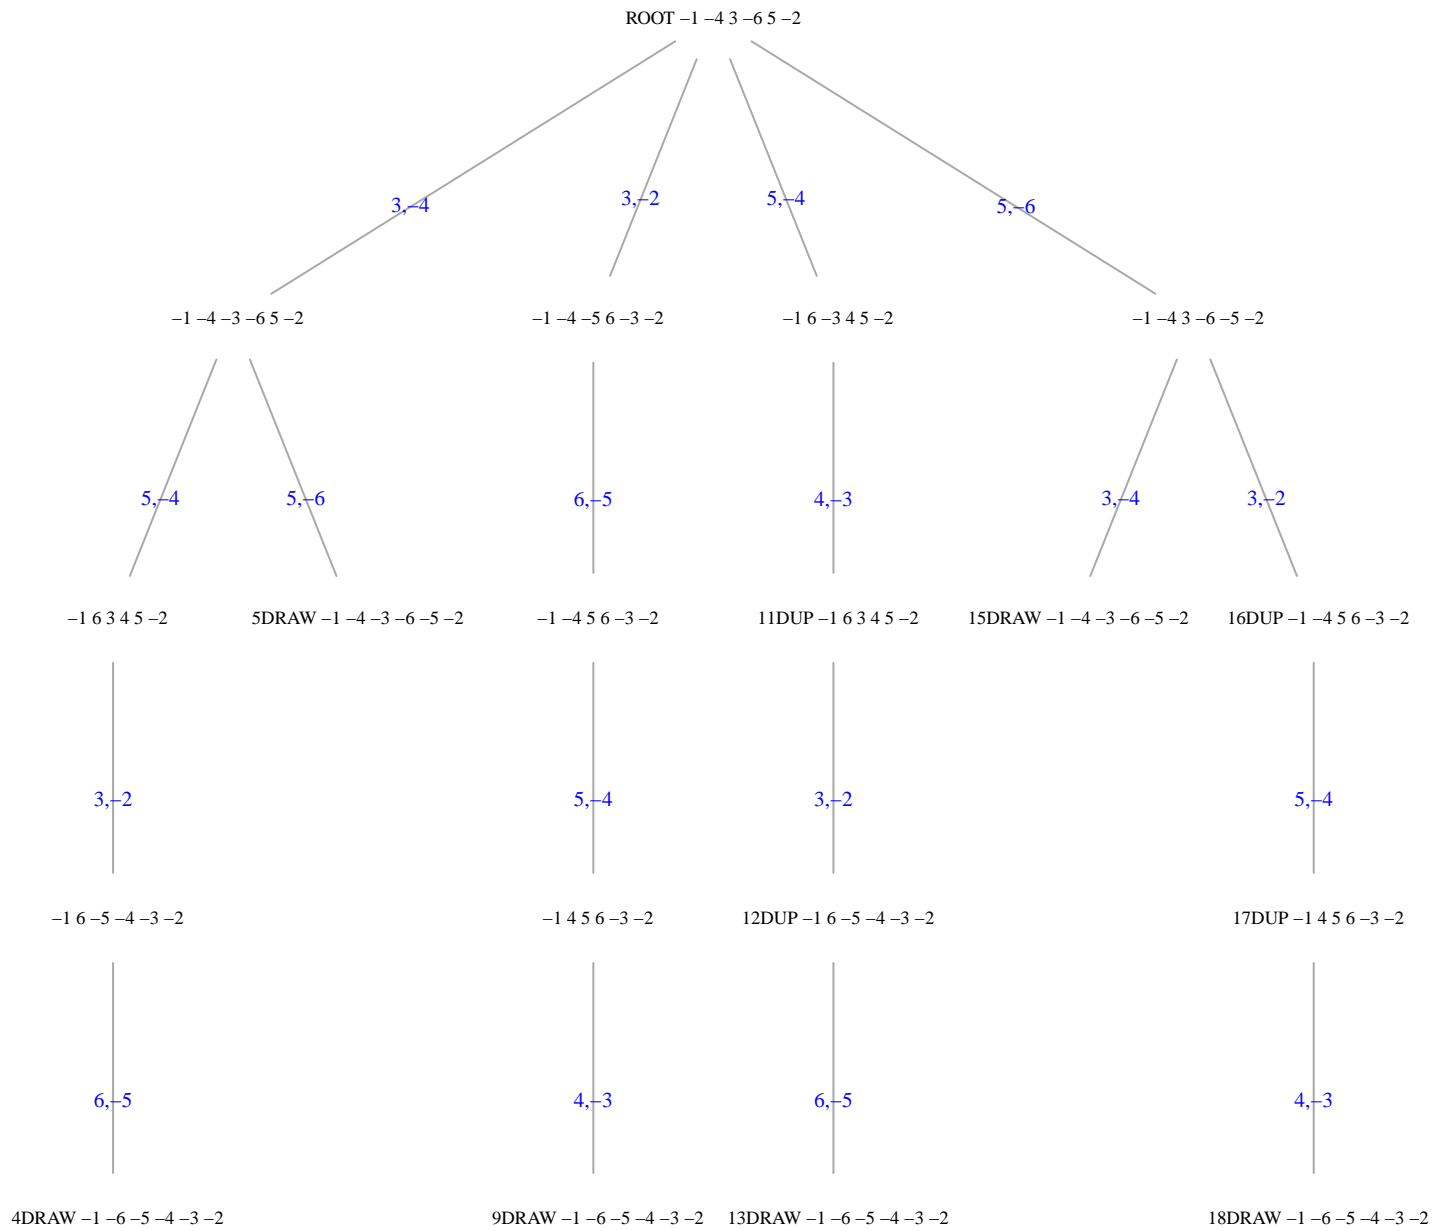 ROOT –1 –4 3 –6 5 –2
3,–4
3,–2
5,–4
5,–6
–1 –4 –3 –6 5 –2
–1 –4 –5 6 –3 –2
–1 6 –3 4 5 –2
–1 –4 3 –6 –5 –2
5,–4
5,–6
6,–5
4,–3
3,–4
3,–2
–1 6 3 4 5 –2
5DRAW –1 –4 –3 –6 –5 –2
–1 –4 5 6 –3 –2
11DUP –1 6 3 4 5 –2
15DRAW –1 –4 –3 –6 –5 –2
16DUP –1 –4 5 6 –3 –2
3,–2
5,–4
3,–2
5,–4
–1 6 –5 –4 –3 –2
–1 4 5 6 –3 –2
12DUP –1 6 –5 –4 –3 –2
17DUP –1 4 5 6 –3 –2
6,–5
4,–3
6,–5
4,–3
4DRAW –1 –6 –5 –4 –3 –2
9DRAW –1 –6 –5 –4 –3 –2
13DRAW –1 –6 –5 –4 –3 –2
18DRAW –1 –6 –5 –4 –3 –2